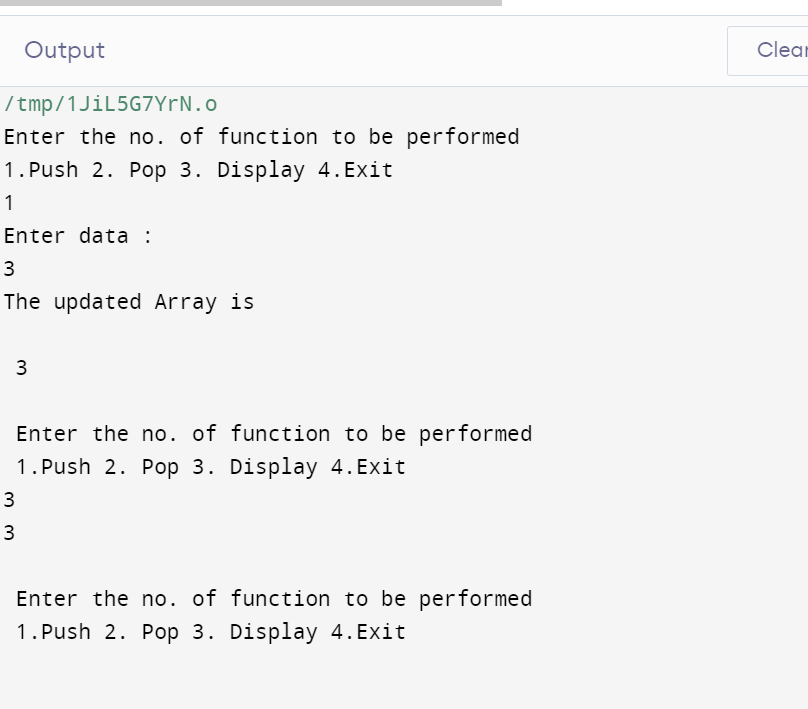 Output
Clear
/tmp/1JiL5G7YrN.o
Enter the no. of function to be performed
1.Push 2. Pop 3. Display 4.Exit
1
Enter data :
3
The updated Array is
3
Enter the no. of function to be performed
1.Push 2. Pop 3. Display 4.Exit
3
3
Enter the no. of function to be performed
1.Push 2. Pop 3. Display 4.Exit